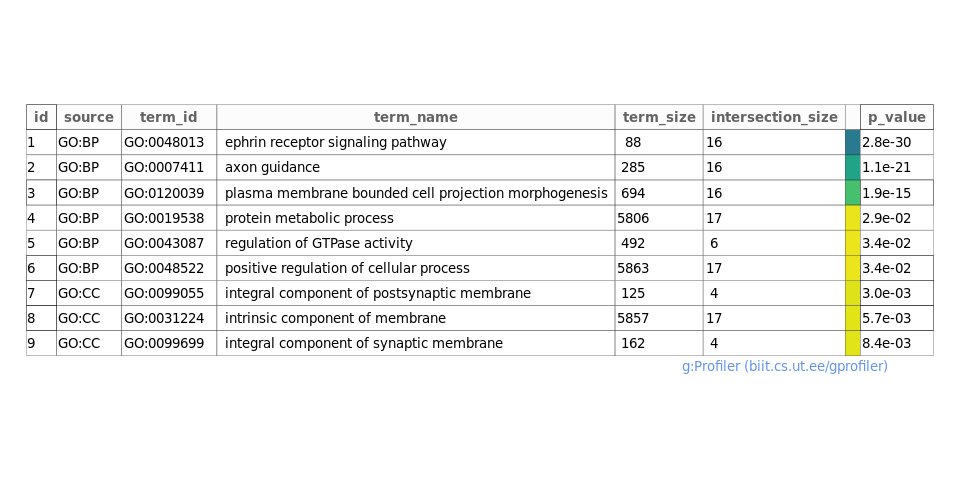 id source term_id term_name term_size intersection_size p_value
1 GO:BP GO:0048013 ephrin receptor signaling pathway 88 16 2.8e-30
2 GO:BP GO:0007411 axon guidance 285 16 1.1e-21
3 GO:BP GO:0120039 plasma membrane bounded cell projection morphogenesis 694 16 1.9e-15
4 GO:BP GO:0019538 protein metabolic process 5806 17 2.9e-02
5 GO:BP GO:0043087 regulation of GTPase activity 492 6 3.4e-02
6 GO:BP GO:0048522 positive regulation of cellular process 5863 17 3.4e-02
7 GO:CC GO:0099055 integral component of postsynaptic membrane 125 4 3.0e-03
8 GO:CC GO:0031224 intrinsic component of membrane 5857 17 5.7e-03
9 GO:CC GO:0099699 integral component of synaptic membrane 162 4 8.4e-03
g:Profiler (biit.cs.ut.ee/gprofiler)